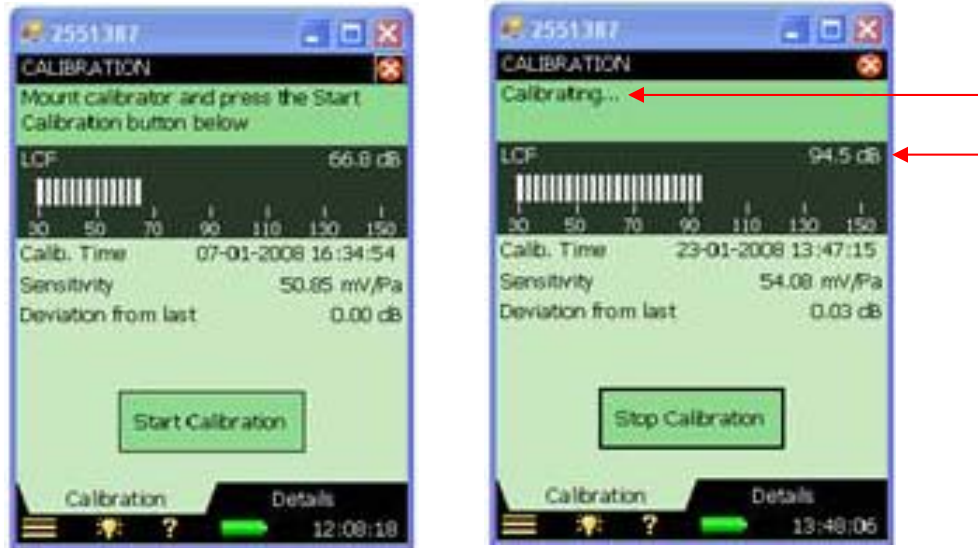 2551387
CALIBRATION
Mount calibrator and press the Start
Calibration button below
LCF 66.8 dB
30 50 70 90 110 130 150
Calib. Time 07-01-2008 16:34:54
Sensitivity 50.85 mV/Pa
Deviation from last 0.00 dB
Start Calibration
Calibration Details
? 12:08:18
2551387
CALIBRATION
Calibrating...
LCF 94.5 dB
30 50 70 90 110 130 150
Calib. Time 23-01-2008 13:47:15
Sensitivity 54.08 mV/Pa
Deviation from last 0.03 dB
Stop Calibration
Calibration Details
? 13:48:06